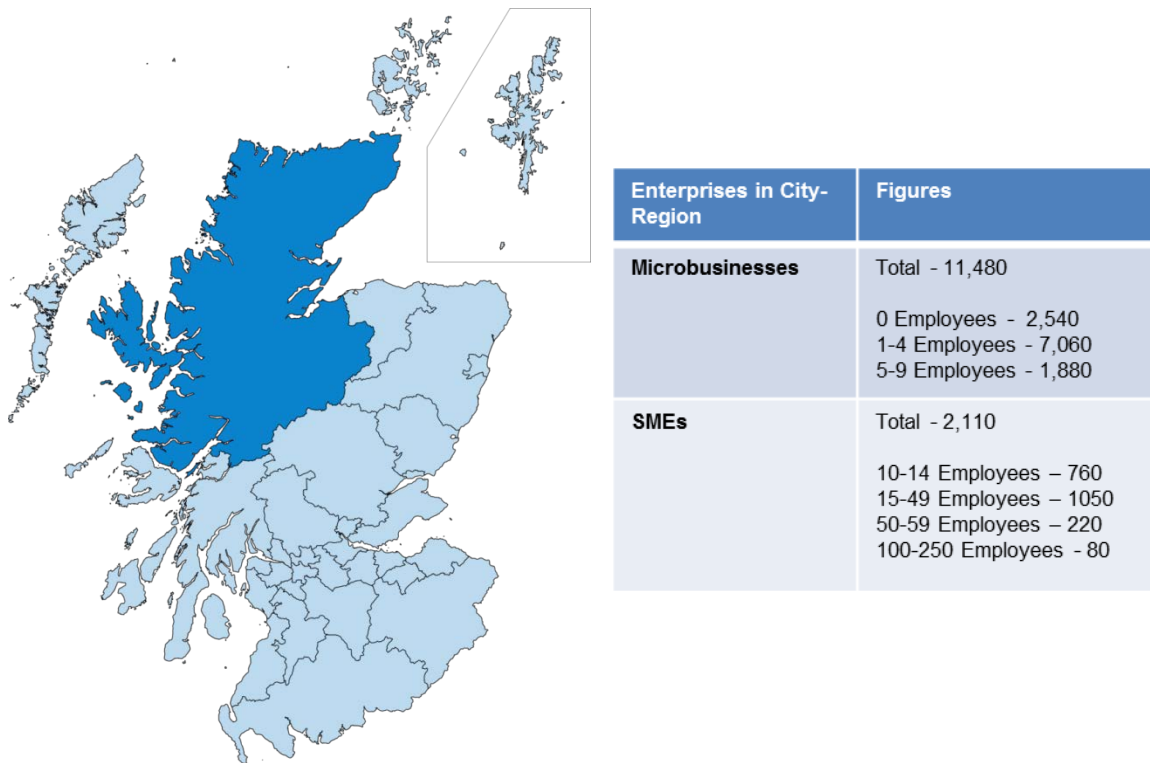 Enterprises in City-
Region
Figures
Microbusinesses
Total - 11,480
0 Employees - 2,540
1-4 Employees - 7,060
5-9 Employees - 1,880
SMEs
Total - 2,110
10-14 Employees – 760
15-49 Employees – 1050
50-59 Employees – 220
100-250 Employees - 80